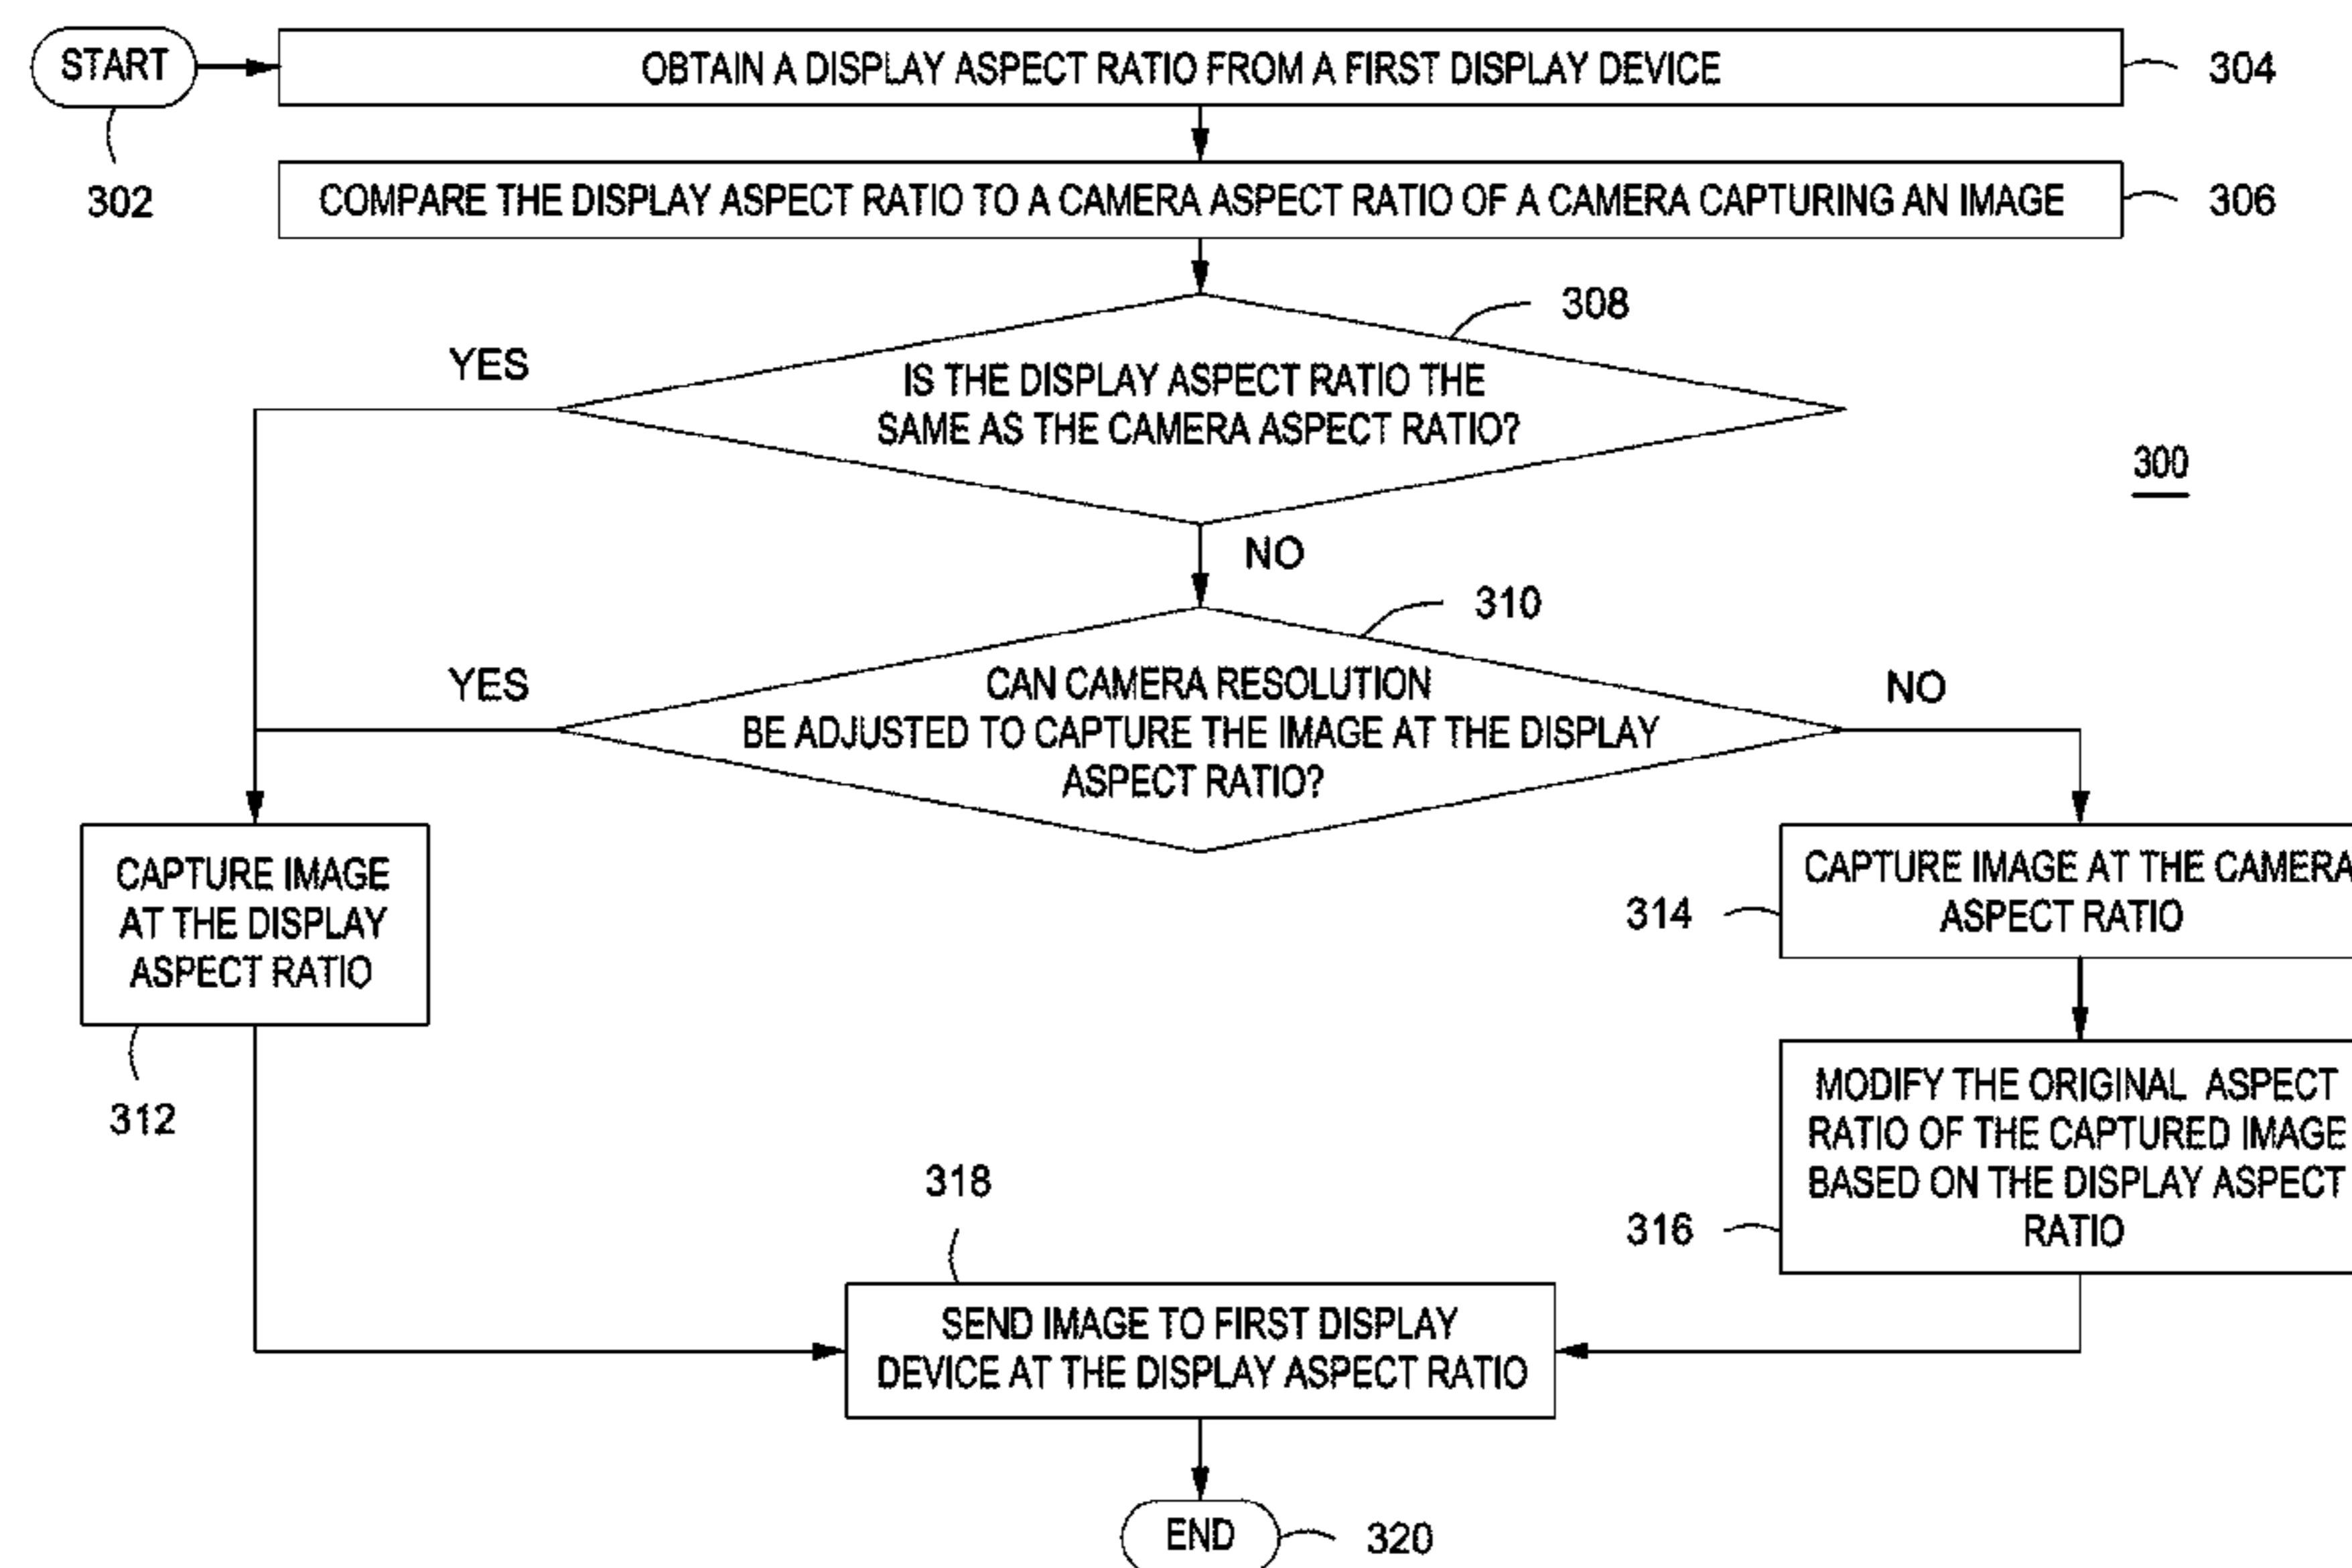 START
OBTAIN A DISPLAY ASPECT RATIO FROM A FIRST DISPLAY DEVICE
304
302
COMPARE THE DISPLAY ASPECT RATIO TO A CAMERA ASPECT RATIO OF A CAMERA CAPTURING AN IMAGE
306
308
YES
IS THE DISPLAY ASPECT RATIO THE
SAME AS THE CAMERA ASPECT RATIO?
300
NO
310
YES
CAN CAMERA RESOLUTION
BE ADJUSTED TO CAPTURE THE IMAGE AT THE DISPLAY
ASPECT RATIO?
NO
CAPTURE IMAGE
AT THE DISPLAY
ASPECT RATIO
312
CAPTURE IMAGE AT THE CAMERA
ASPECT RATIO
314
MODIFY THE ORIGINAL ASPECT
RATIO OF THE CAPTURED IMAGE
BASED ON THE DISPLAY ASPECT
RATIO
316
318
SEND IMAGE TO FIRST DISPLAY
DEVICE AT THE DISPLAY ASPECT RATIO
END
320